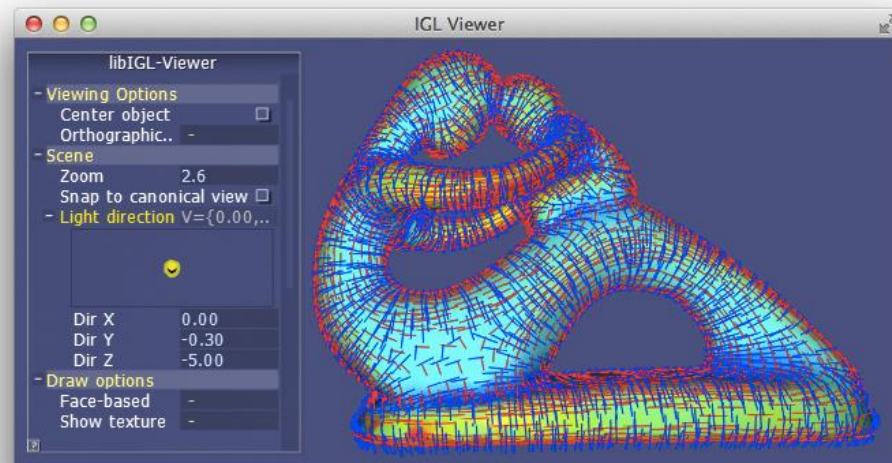 IGL Viewer
libIGL-Viewer
- Viewing Options
Center object
Orthographic.. -
- Scene
Zoom 2.6
Snap to canonical view
- Light direction V={0.00,..
Dir X 0.00
Dir Y -0.30
Dir Z -5.00
- Draw options
Face-based -
Show texture -
?